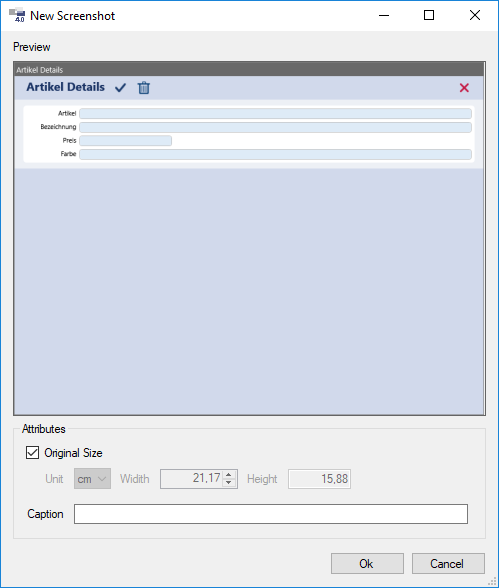 4.0 New Screenshot
Preview
Artikel Details
Artikel Details
Artikel
Bezeichnung
Preis
Farbe
Attributes
Original Size
Unit cm Widith 21,17 Height 15,88
Caption
Ok Cancel